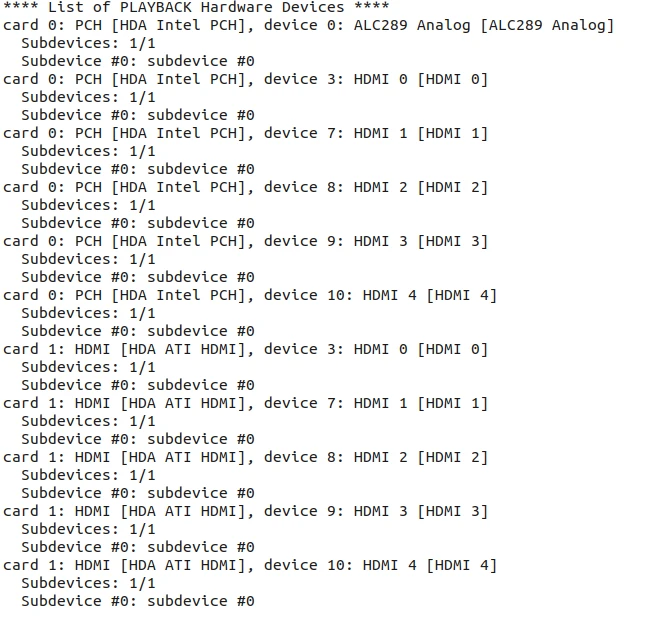 **** List of PLAYBACK Hardware Devices ****
card 0: PCH [HDA Intel PCH], device 0: ALC289 Analog [ALC289 Analog]
  Subdevices: 1/1
  Subdevice #0: subdevice #0
card 0: PCH [HDA Intel PCH], device 3: HDMI 0 [HDMI 0]
  Subdevices: 1/1
  Subdevice #0: subdevice #0
card 0: PCH [HDA Intel PCH], device 7: HDMI 1 [HDMI 1]
  Subdevices: 1/1
  Subdevice #0: subdevice #0
card 0: PCH [HDA Intel PCH], device 8: HDMI 2 [HDMI 2]
  Subdevices: 1/1
  Subdevice #0: subdevice #0
card 0: PCH [HDA Intel PCH], device 9: HDMI 3 [HDMI 3]
  Subdevices: 1/1
  Subdevice #0: subdevice #0
card 0: PCH [HDA Intel PCH], device 10: HDMI 4 [HDMI 4]
  Subdevices: 1/1
  Subdevice #0: subdevice #0
card 1: HDMI [HDA ATI HDMI], device 3: HDMI 0 [HDMI 0]
  Subdevices: 1/1
  Subdevice #0: subdevice #0
card 1: HDMI [HDA ATI HDMI], device 7: HDMI 1 [HDMI 1]
  Subdevices: 1/1
  Subdevice #0: subdevice #0
card 1: HDMI [HDA ATI HDMI], device 8: HDMI 2 [HDMI 2]
  Subdevices: 1/1
  Subdevice #0: subdevice #0
card 1: HDMI [HDA ATI HDMI], device 9: HDMI 3 [HDMI 3]
  Subdevices: 1/1
  Subdevice #0: subdevice #0
card 1: HDMI [HDA ATI HDMI], device 10: HDMI 4 [HDMI 4]
  Subdevices: 1/1
  Subdevice #0: subdevice #0